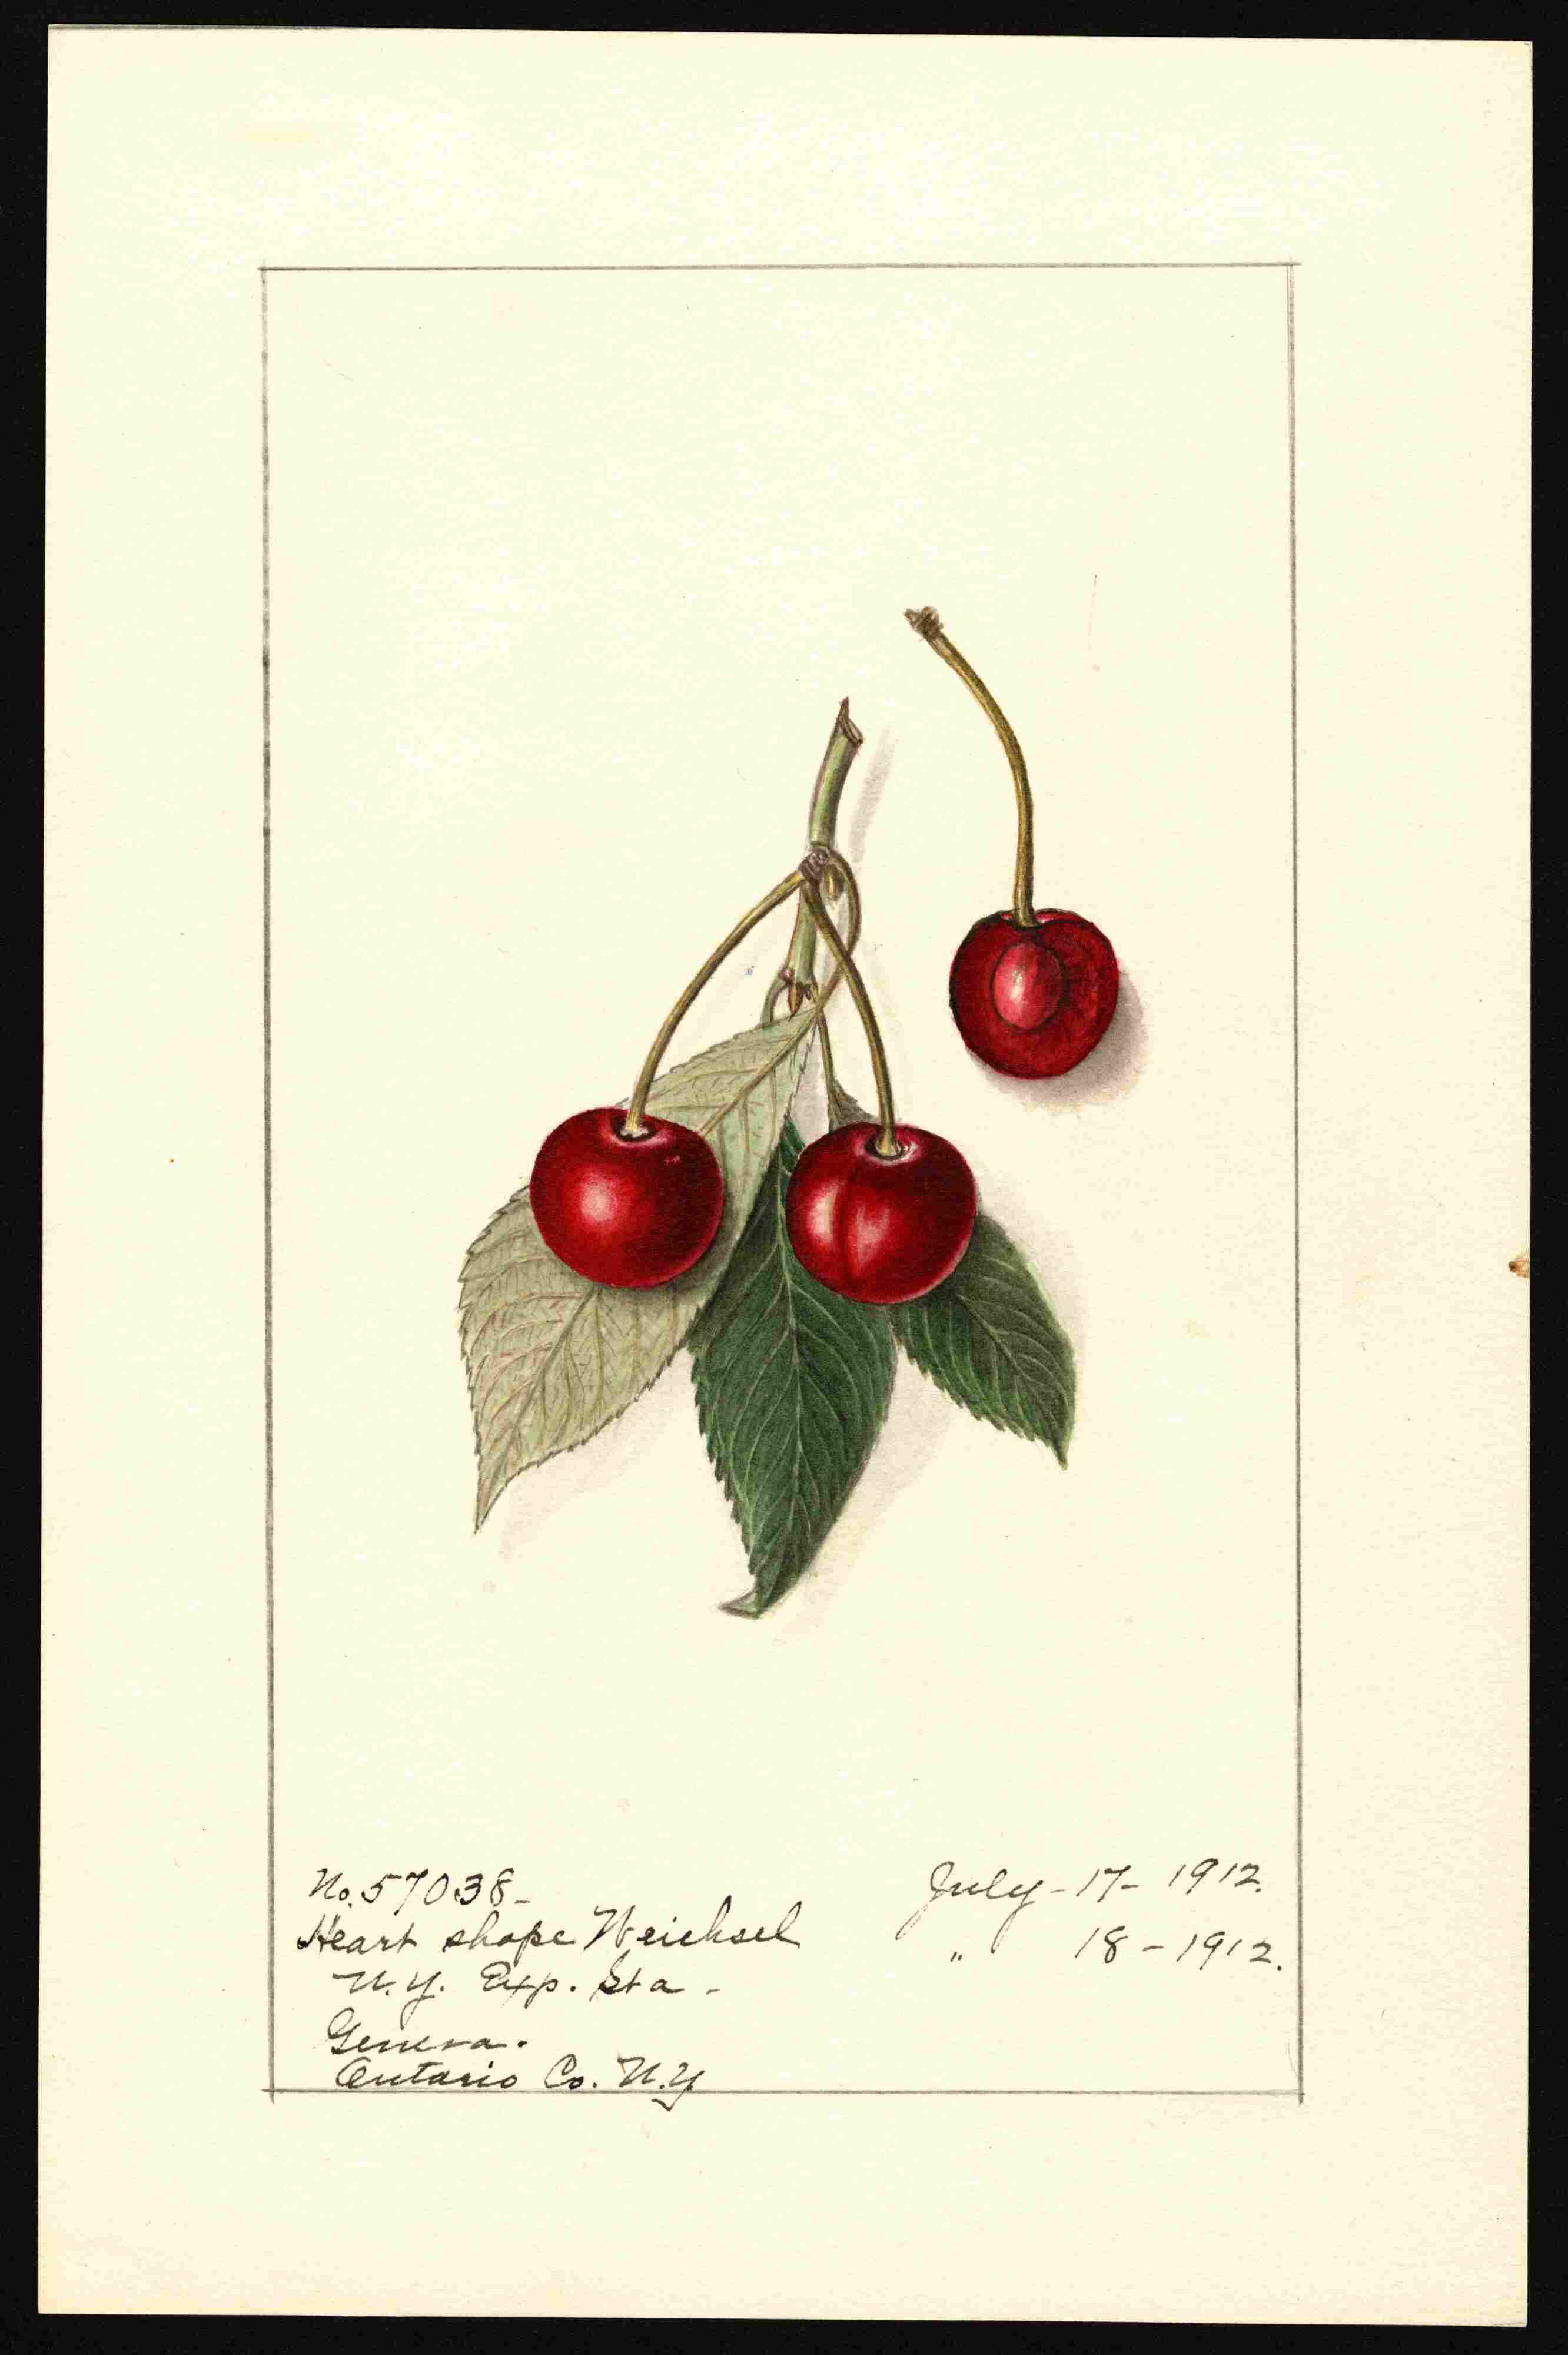 No. 57038-
Heart shape Weichsel
N.Y. Exp. Sta -
Geneva.
Ontario Co. N.Y
July - 17 - 1912.
" 18 - 1912.